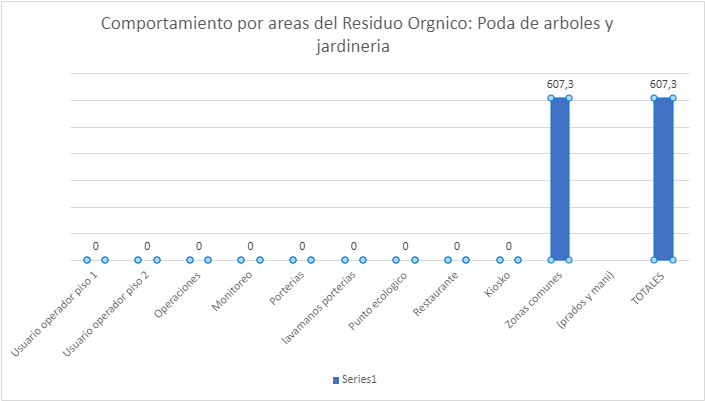 Comportamiento por areas del Residuo Orgnico: Poda de arboles y
jardineria
607,3
607,3
0
0
0
0
0
0
0
0
0
Usuario operador piso 1
Usuario operador piso 2
Operaciones
Monitoreo
Porterías
lavamanos porterias
Punto ecologico
Restaurante
Kiosko
Zonas comunes
(prados y mani)
TOTALES
Series1